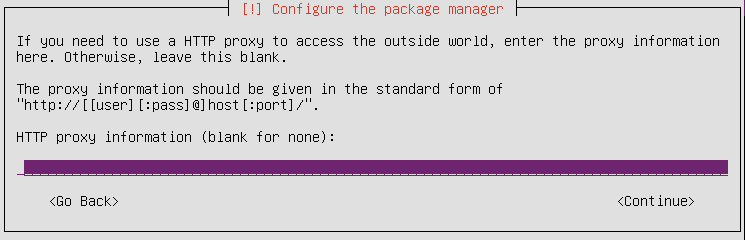 [!] Configure the package manager
If you need to use a HTTP proxy to access the outside world, enter the proxy information
here. Otherwise, leave this blank.
The proxy information should be given in the standard form of
"http://[[user][:pass]@]host[:port]/".
HTTP proxy information (blank for none):
<Go Back> <Continue>